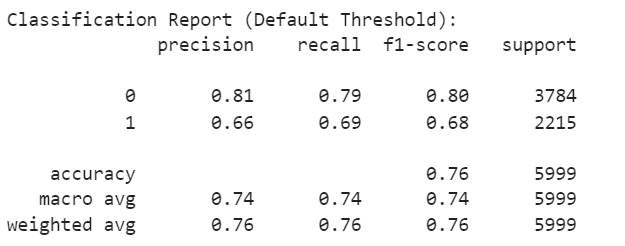 Classification Report (Default Threshold):
precision recall f1-score support
0 0.81 0.79 0.80 3784
1 0.66 0.69 0.68 2215
accuracy 0.76 5999
macro avg 0.74 0.74 0.74 5999
weighted avg 0.76 0.76 0.76 5999